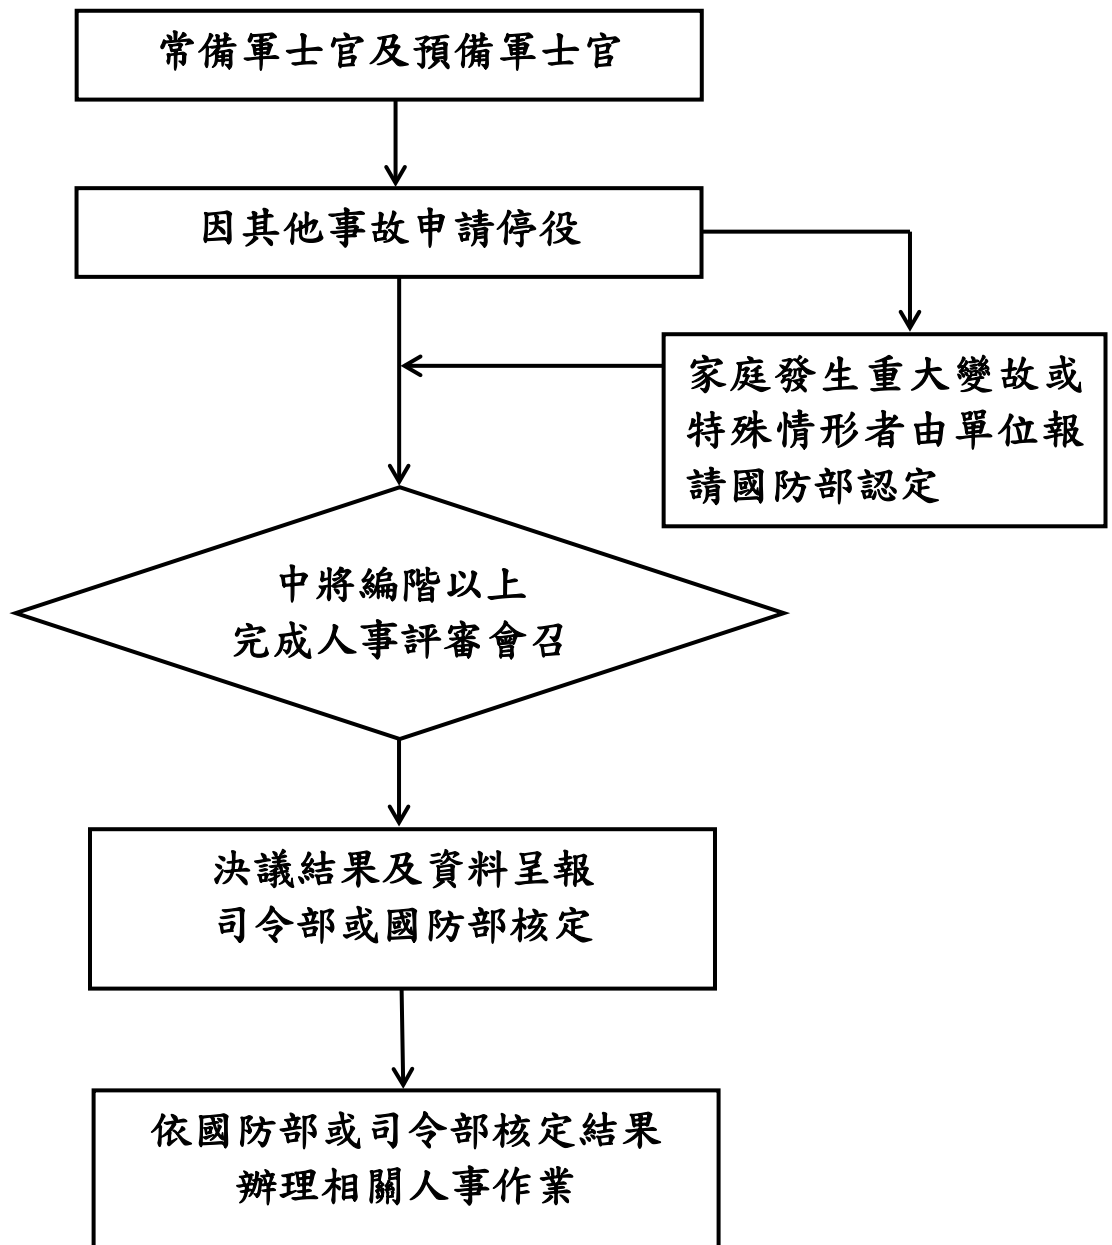 常備軍士官及預備軍士官
因其他事故申請停役
家庭發生重大變故或
特殊情形者由單位報
請國防部認定
中將編階以上
完成人事評審會召
決議結果及資料呈報
司令部或國防部核定
依國防部或司令部核定結果
辦理相關人事作業